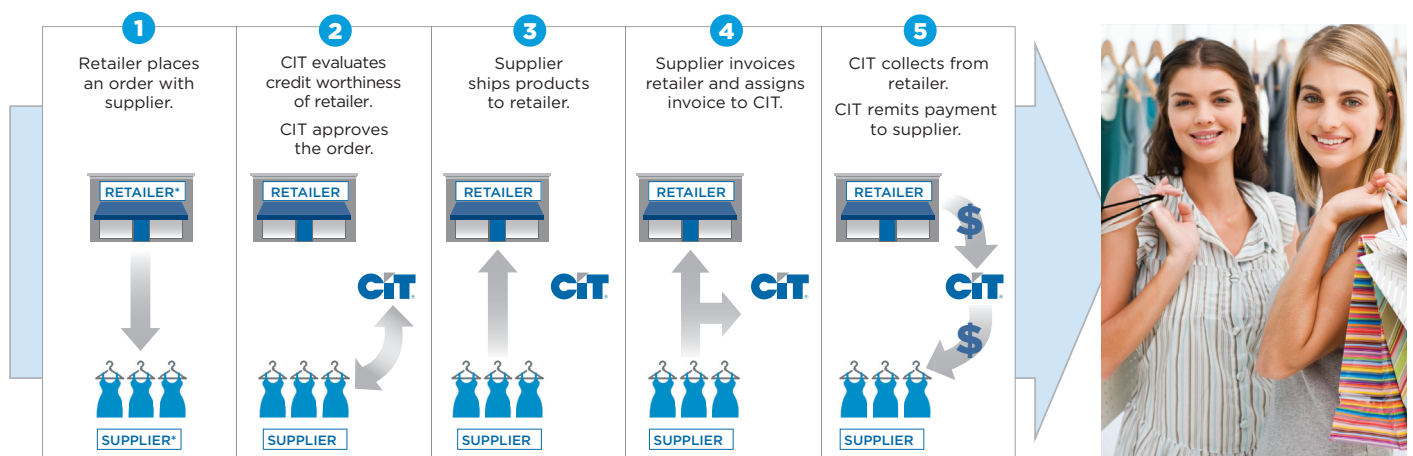 1
Retailer places
an order with
supplier.
RETAILER*
SUPPLIER*
2
CIT evaluates
credit worthiness
of retailer.
CIT approves
the order.
RETAILER
CiT®
SUPPLIER
3
Supplier
ships products
to retailer.
RETAILER
CiT®
SUPPLIER
4
Supplier invoices
retailer and assigns
invoice to CIT.
RETAILER
CiT®
SUPPLIER
5
CIT collects from
retailer.
CIT remits payment
to supplier.
RETAILER
$
CiT®
$
SUPPLIER